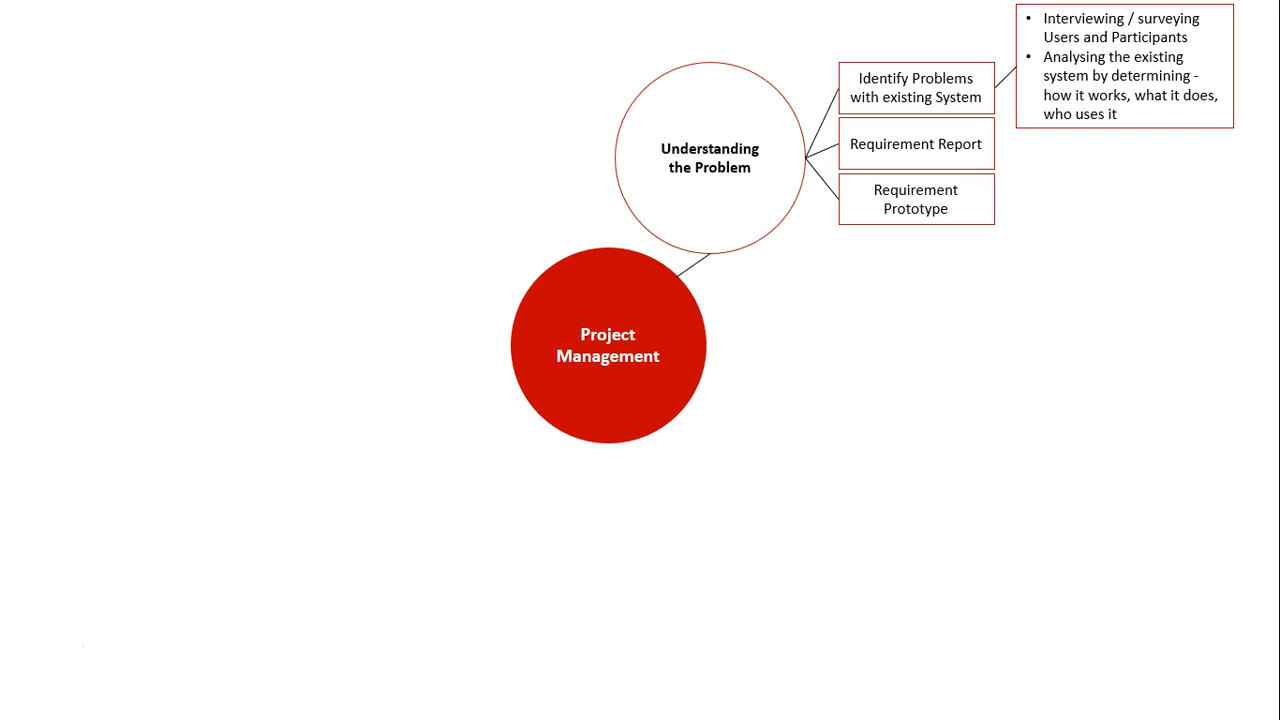 • Interviewing / surveying
Users and Participants
• Analysing the existing
system by determining -
how it works, what it does,
who uses it
Identify Problems
with existing System
Requirement Report
Requirement
Prototype
Understanding
the Problem
Project
Management